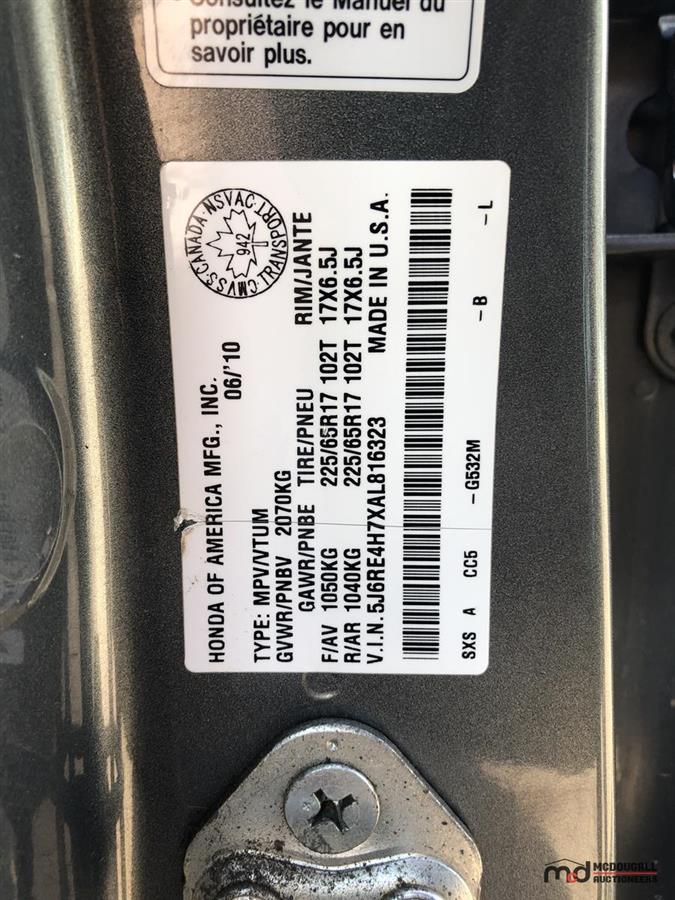 Consultez le Manuel du
propriétaire pour en
savoir plus.
HONDA OF AMERICA MFG., INC.
06/'10
TYPE: MPV/VTUM
GVWR/PNBV 2070KG
GAWR/PNBE TIRE/PNEU RIM/JANTE
F/AV 1050KG 225/65R17 102T 17X6.5J
R/AR 1040KG 225/65R17 102T 17X6.5J
V.I.N. 5J6RE4H7XAL816323 MADE IN U.S.A.
SXS A CC5 -G532M -B -L
CMVSS·CANADA·NSVAC·TRANSPORT
942
md MCDOUGALL
AUCTIONEERS